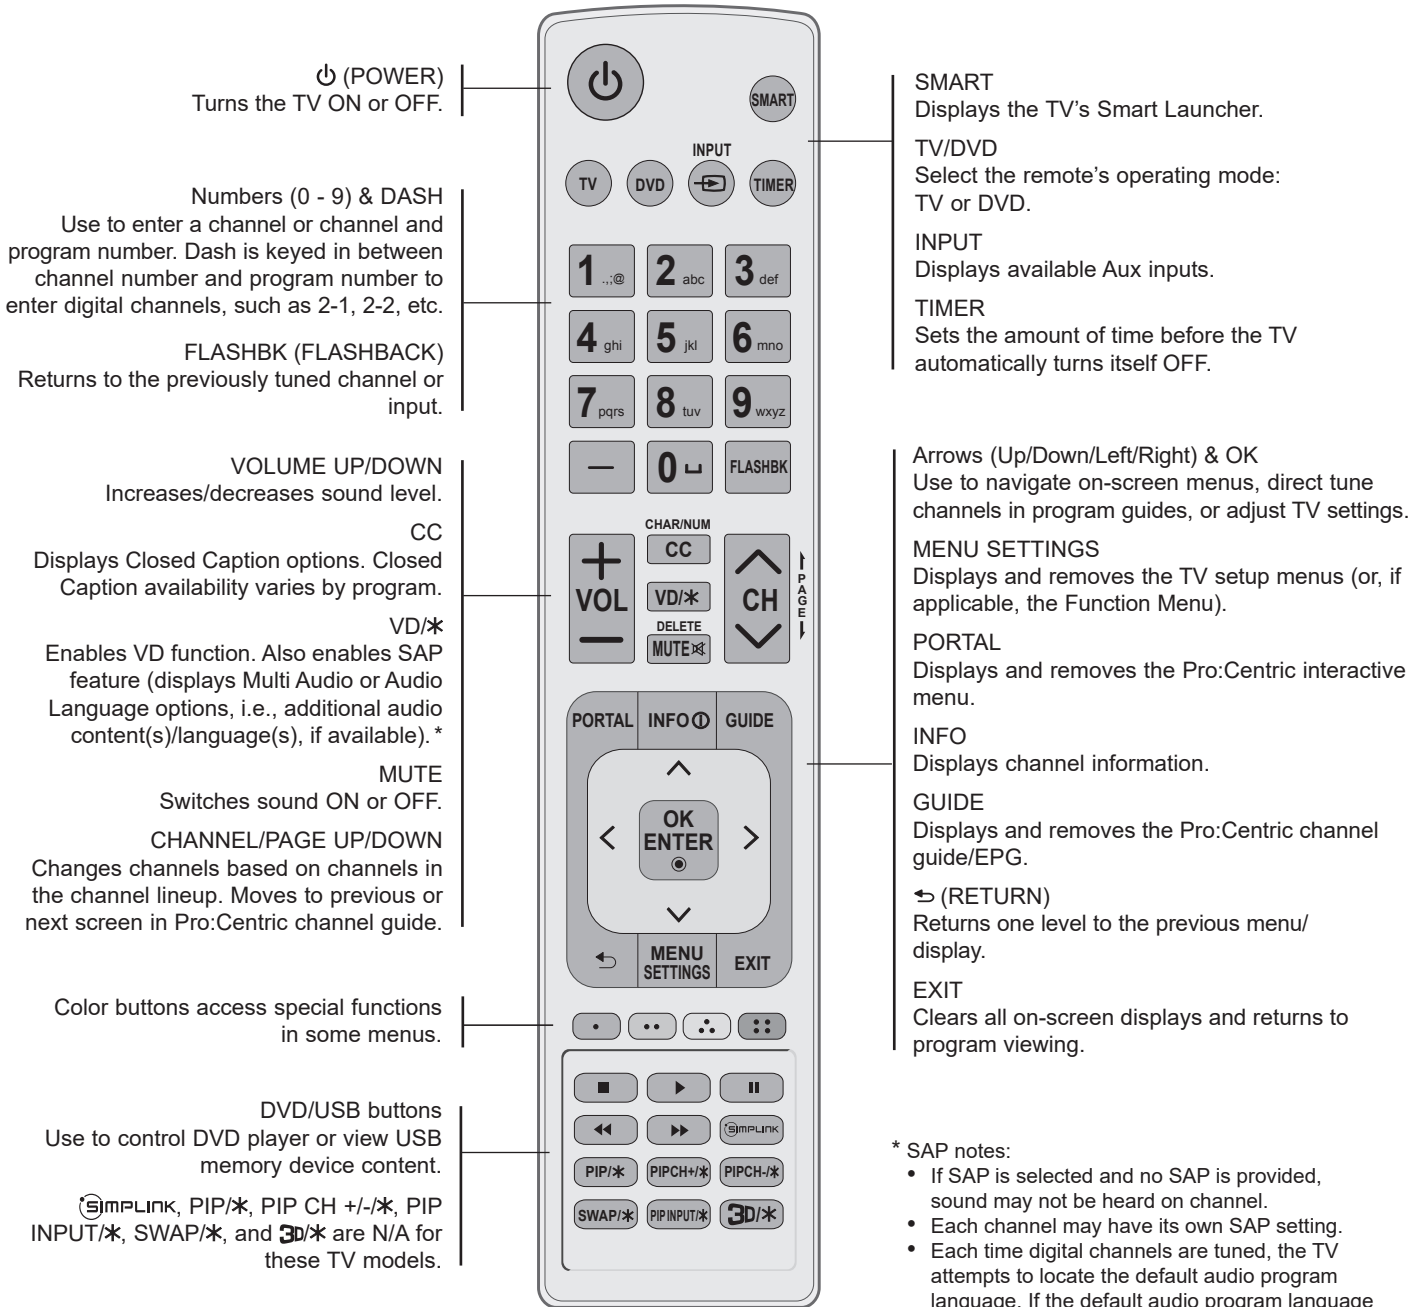 ⏻ (POWER)
Turns the TV ON or OFF.
Numbers (0 - 9) & DASH
Use to enter a channel or channel and
program number. Dash is keyed in between
channel number and program number to
enter digital channels, such as 2-1, 2-2, etc.
FLASHBK (FLASHBACK)
Returns to the previously tuned channel or
input.
VOLUME UP/DOWN
Increases/decreases sound level.
CC
Displays Closed Caption options. Closed
Caption availability varies by program.
VD/*
Enables VD function. Also enables SAP
feature (displays Multi Audio or Audio
Language options, i.e., additional audio
content(s)/language(s), if available). *
MUTE
Switches sound ON or OFF.
CHANNEL/PAGE UP/DOWN
Changes channels based on channels in
the channel lineup. Moves to previous or
next screen in Pro:Centric channel guide.
Color buttons access special functions
in some menus.
DVD/USB buttons
Use to control DVD player or view USB
memory device content.
SIMPLINK, PIP/*, PIP CH +/-/*, PIP
INPUT/*, SWAP/*, and 3D/* are N/A for
these TV models.
SMART
INPUT
TV DVD TIMER
1 .,;@ 2 abc 3 def
4 ghi 5 jkl 6 mno
7 pqrs 8 tuv 9 wxyz
— 0 ␣ FLASHBK
CHAR/NUM
CC
+
VOL
—
VD/*
CH
PAGE
DELETE
MUTE
PORTAL INFO GUIDE
OK
ENTER
MENU
SETTINGS
EXIT
SIMPLINK
PIP/* PIPCH+/* PIPCH-/*
SWAP/* PIP INPUT/* 3D/*
SMART
Displays the TV's Smart Launcher.
TV/DVD
Select the remote's operating mode:
TV or DVD.
INPUT
Displays available Aux inputs.
TIMER
Sets the amount of time before the TV
automatically turns itself OFF.
Arrows (Up/Down/Left/Right) & OK
Use to navigate on-screen menus, direct tune
channels in program guides, or adjust TV settings.
MENU SETTINGS
Displays and removes the TV setup menus (or, if
applicable, the Function Menu).
PORTAL
Displays and removes the Pro:Centric interactive
menu.
INFO
Displays channel information.
GUIDE
Displays and removes the Pro:Centric channel
guide/EPG.
⮌ (RETURN)
Returns one level to the previous menu/
display.
EXIT
Clears all on-screen displays and returns to
program viewing.
* SAP notes:
• If SAP is selected and no SAP is provided,
sound may not be heard on channel.
• Each channel may have its own SAP setting.
• Each time digital channels are tuned, the TV
attempts to locate the default audio program
language. If the default audio program language